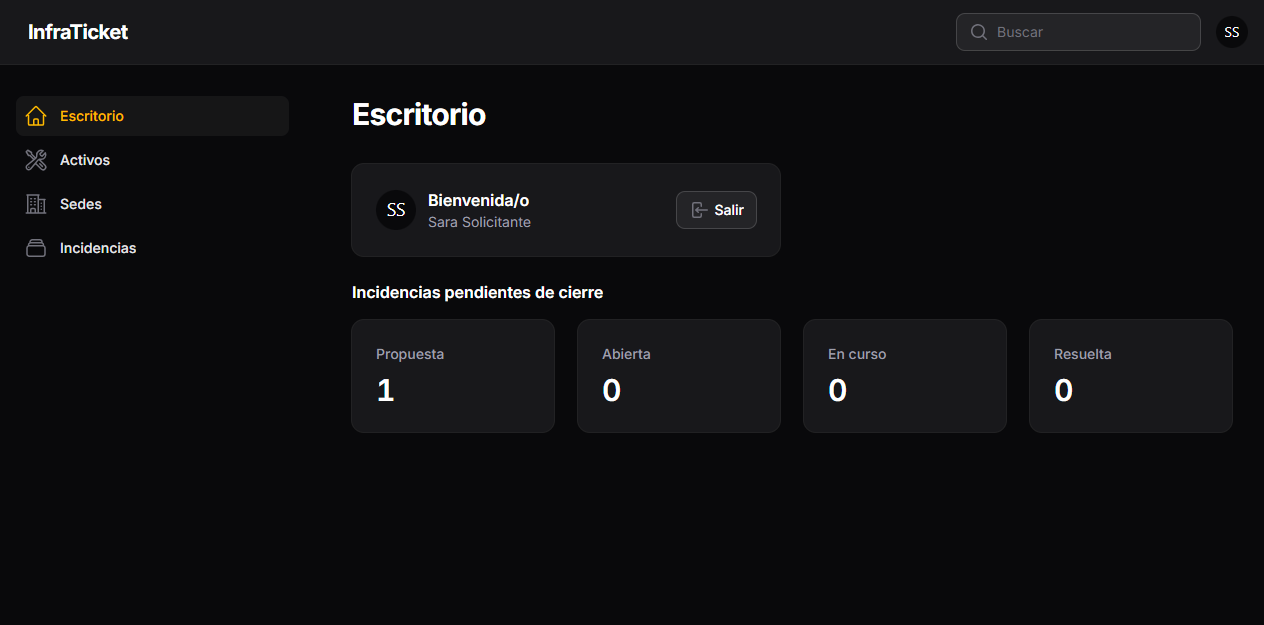 InfraTicket
Buscar
SS
Escritorio
Activos
Sedes
Incidencias
Escritorio
SS
Bienvenida/o
Sara Solicitante
Salir
Incidencias pendientes de cierre
Propuesta
1
Abierta
0
En curso
0
Resuelta
0